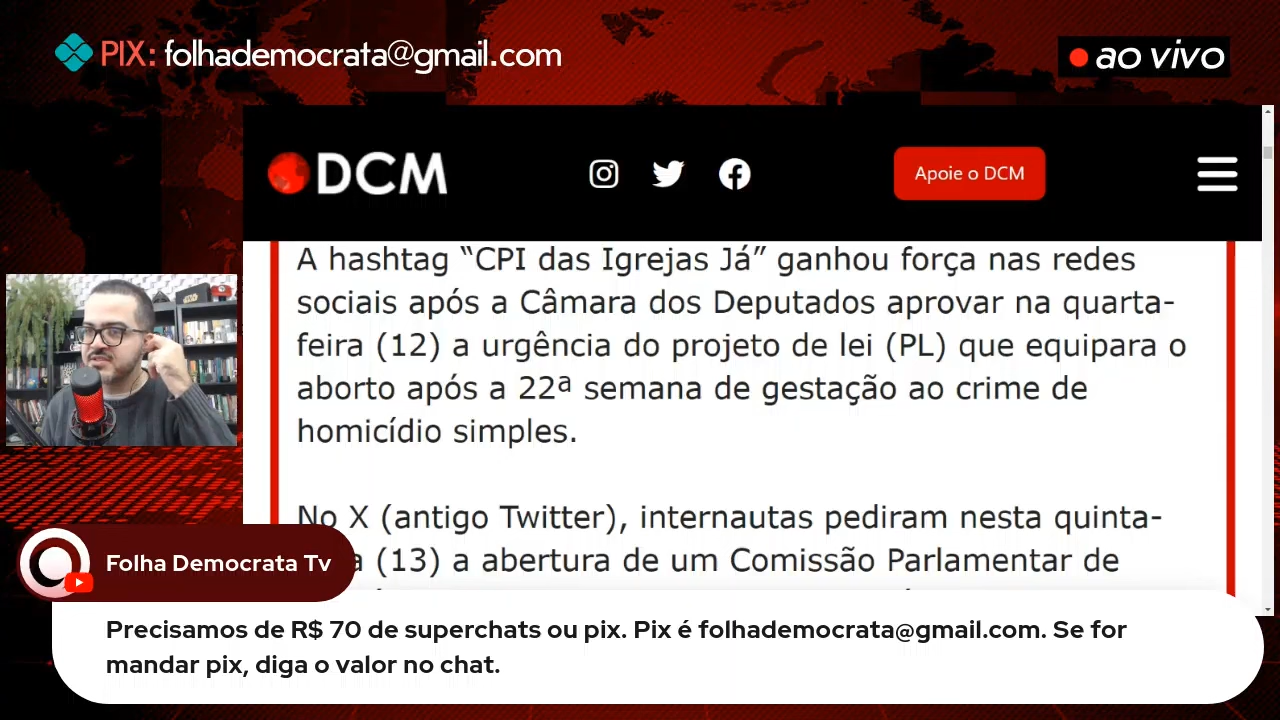 PIX: folhademocrata@gmail.com
ao vivo
DCM
Apoie o DCM
A hashtag “CPI das Igrejas Já” ganhou força nas redes
sociais após a Câmara dos Deputados aprovar na quarta-
feira (12) a urgência do projeto de lei (PL) que equipara o
aborto após a 22ª semana de gestação ao crime de
homicídio simples.
No X (antigo Twitter), internautas pediram nesta quinta-
(13) a abertura de um Comissão Parlamentar de
Folha Democrata Tv
Precisamos de R$ 70 de superchats ou pix. Pix é folhademocrata@gmail.com. Se for
mandar pix, diga o valor no chat.